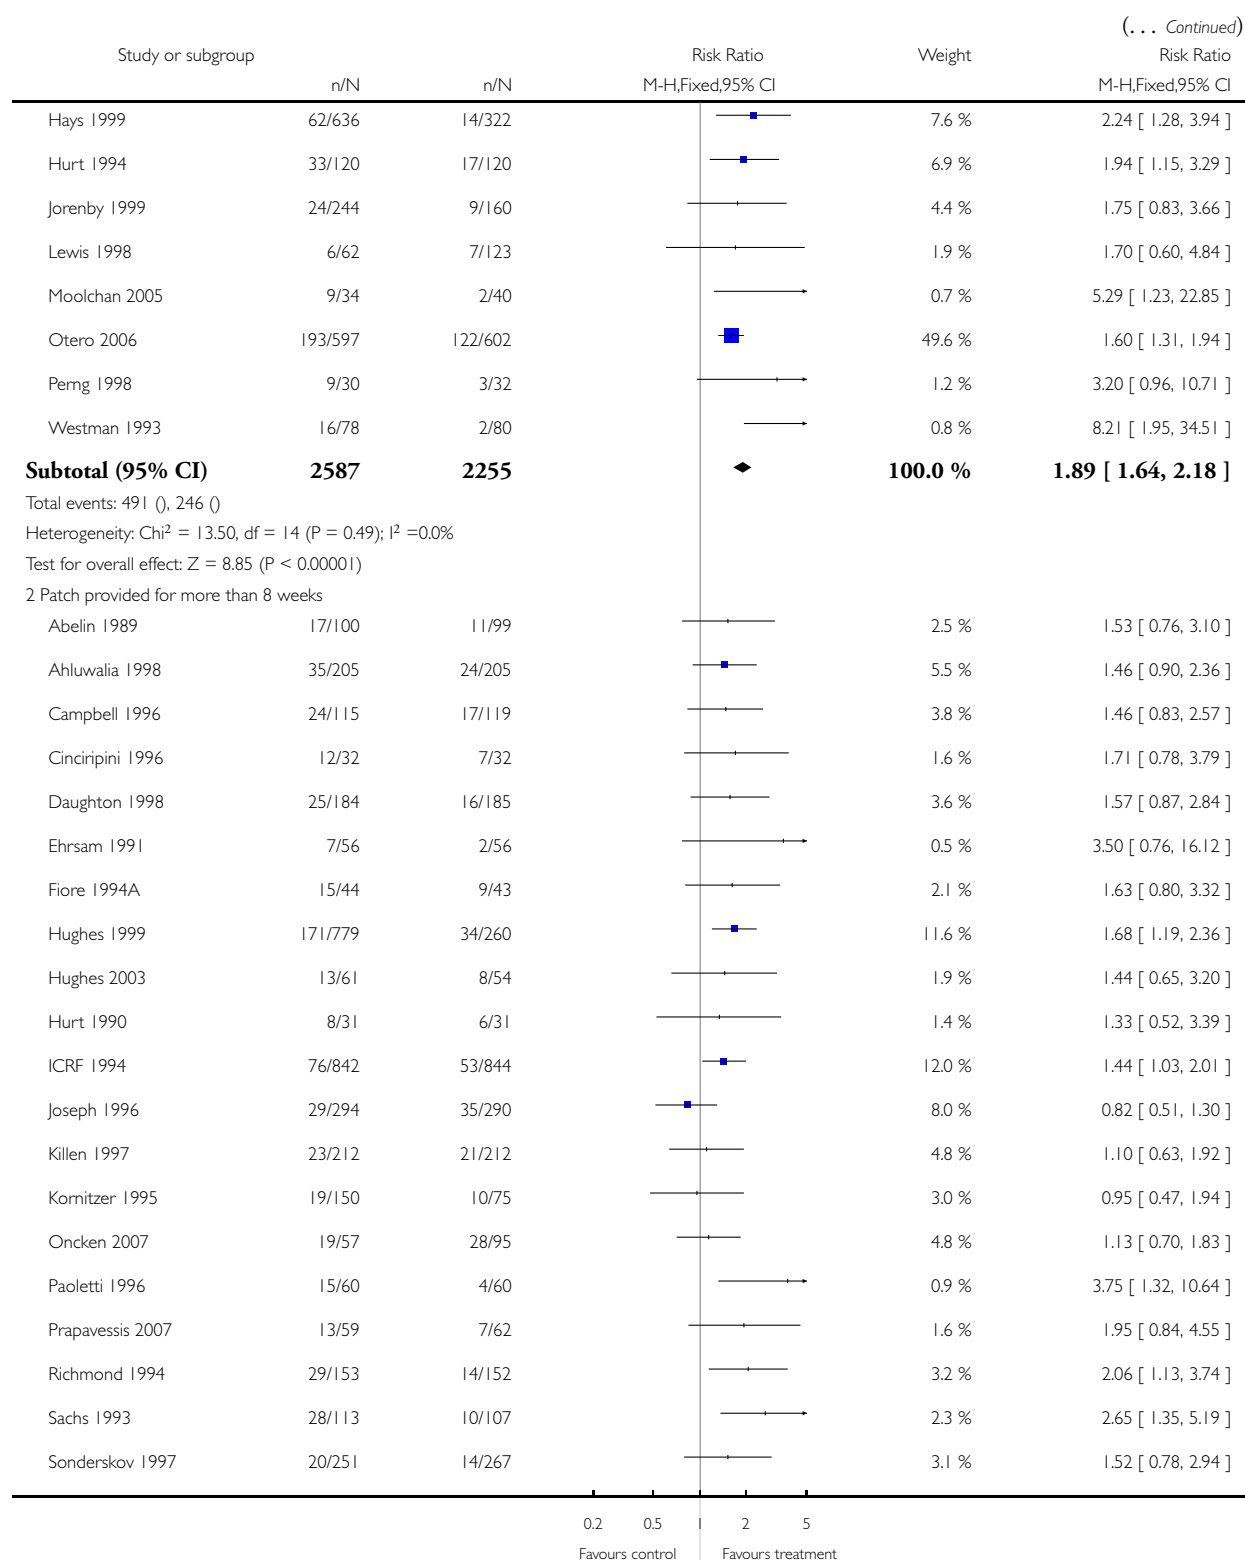 (... Continued)
Study or subgroup Risk Ratio Weight Risk Ratio
n/N n/N M-H,Fixed,95% CI M-H,Fixed,95% CI
Hays 1999 62/636 14/322 7.6 % 2.24 [ 1.28, 3.94 ]
Hurt 1994 33/120 17/120 6.9 % 1.94 [ 1.15, 3.29 ]
Jorenby 1999 24/244 9/160 4.4 % 1.75 [ 0.83, 3.66 ]
Lewis 1998 6/62 7/123 1.9 % 1.70 [ 0.60, 4.84 ]
Moolchan 2005 9/34 2/40 0.7 % 5.29 [ 1.23, 22.85 ]
Otero 2006 193/597 122/602 49.6 % 1.60 [ 1.31, 1.94 ]
Perng 1998 9/30 3/32 1.2 % 3.20 [ 0.96, 10.71 ]
Westman 1993 16/78 2/80 0.8 % 8.21 [ 1.95, 34.51 ]
Subtotal (95% CI) 2587 2255 100.0 % 1.89 [ 1.64, 2.18 ]
Total events: 491 (), 246 ()
Heterogeneity: Chi² = 13.50, df = 14 (P = 0.49); I² =0.0%
Test for overall effect: Z = 8.85 (P < 0.00001)
2 Patch provided for more than 8 weeks
Abelin 1989 17/100 11/99 2.5 % 1.53 [ 0.76, 3.10 ]
Ahluwalia 1998 35/205 24/205 5.5 % 1.46 [ 0.90, 2.36 ]
Campbell 1996 24/115 17/119 3.8 % 1.46 [ 0.83, 2.57 ]
Cinciripini 1996 12/32 7/32 1.6 % 1.71 [ 0.78, 3.79 ]
Daughton 1998 25/184 16/185 3.6 % 1.57 [ 0.87, 2.84 ]
Ehrsam 1991 7/56 2/56 0.5 % 3.50 [ 0.76, 16.12 ]
Fiore 1994A 15/44 9/43 2.1 % 1.63 [ 0.80, 3.32 ]
Hughes 1999 171/779 34/260 11.6 % 1.68 [ 1.19, 2.36 ]
Hughes 2003 13/61 8/54 1.9 % 1.44 [ 0.65, 3.20 ]
Hurt 1990 8/31 6/31 1.4 % 1.33 [ 0.52, 3.39 ]
ICRF 1994 76/842 53/844 12.0 % 1.44 [ 1.03, 2.01 ]
Joseph 1996 29/294 35/290 8.0 % 0.82 [ 0.51, 1.30 ]
Killen 1997 23/212 21/212 4.8 % 1.10 [ 0.63, 1.92 ]
Kornitzer 1995 19/150 10/75 3.0 % 0.95 [ 0.47, 1.94 ]
Oncken 2007 19/57 28/95 4.8 % 1.13 [ 0.70, 1.83 ]
Paoletti 1996 15/60 4/60 0.9 % 3.75 [ 1.32, 10.64 ]
Prapavessis 2007 13/59 7/62 1.6 % 1.95 [ 0.84, 4.55 ]
Richmond 1994 29/153 14/152 3.2 % 2.06 [ 1.13, 3.74 ]
Sachs 1993 28/113 10/107 2.3 % 2.65 [ 1.35, 5.19 ]
Sonderskov 1997 20/251 14/267 3.1 % 1.52 [ 0.78, 2.94 ]
0.2 0.5 1 2 5
Favours control Favours treatment